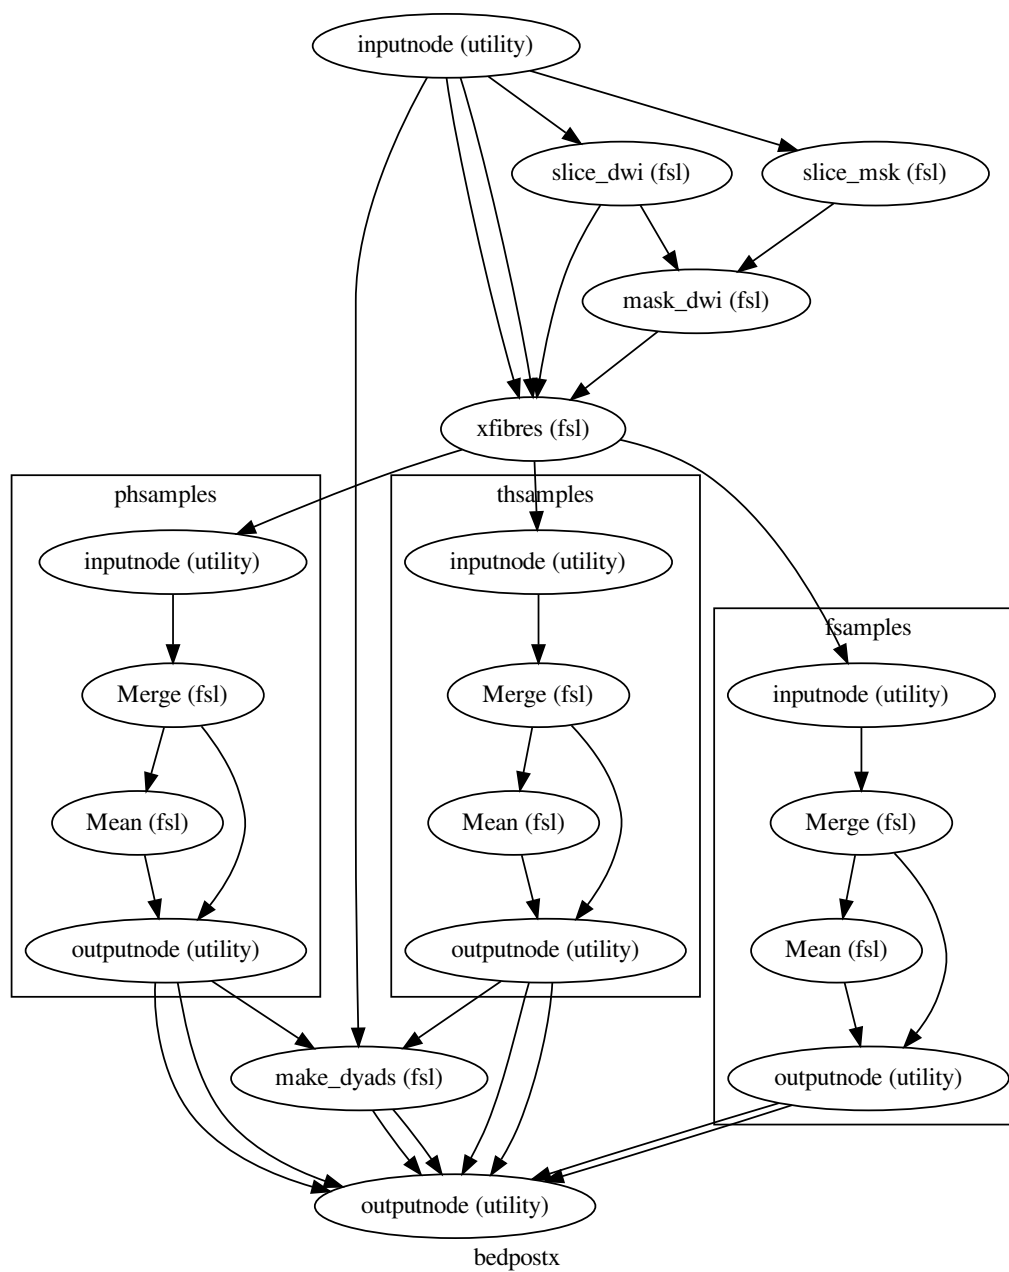 inputnode (utility)
slice_dwi (fsl)
slice_msk (fsl)
mask_dwi (fsl)
xfibres (fsl)
phsamples
thsamples
inputnode (utility)
inputnode (utility)
fsamples
Merge (fsl)
Merge (fsl)
inputnode (utility)
Mean (fsl)
Mean (fsl)
Merge (fsl)
outputnode (utility)
outputnode (utility)
Mean (fsl)
make_dyads (fsl)
outputnode (utility)
outputnode (utility)
bedpostx